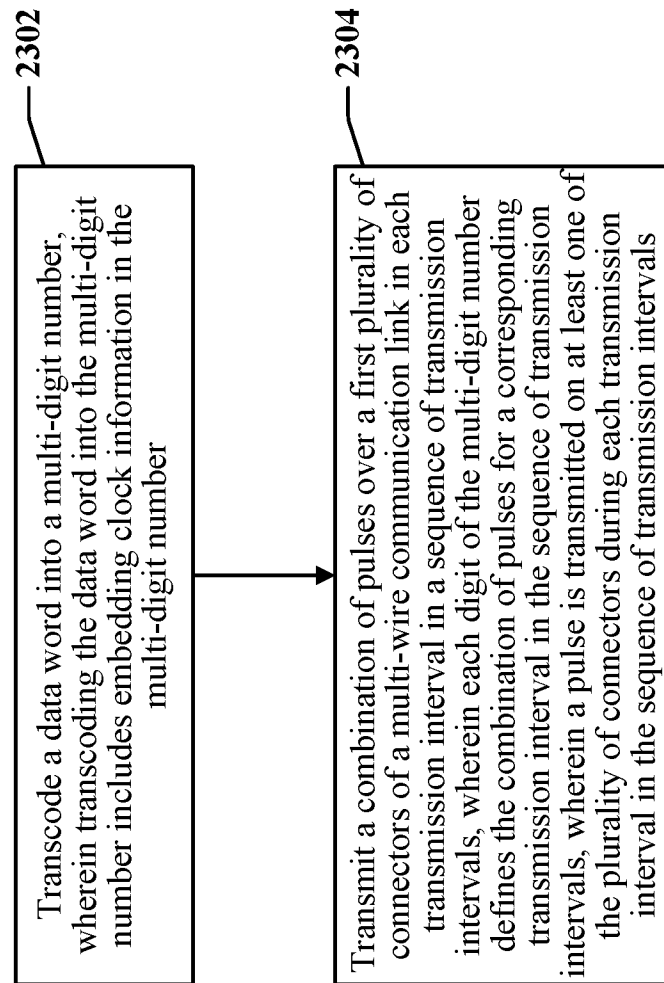 2302
Transcode a data word into a multi-digit number,
wherein transcoding the data word into the multi-digit
number includes embedding clock information in the
multi-digit number
2304
Transmit a combination of pulses over a first plurality of
connectors of a multi-wire communication link in each
transmission interval in a sequence of transmission
intervals, wherein each digit of the multi-digit number
defines the combination of pulses for a corresponding
transmission interval in the sequence of transmission
intervals, wherein a pulse is transmitted on at least one of
the plurality of connectors during each transmission
interval in the sequence of transmission intervals